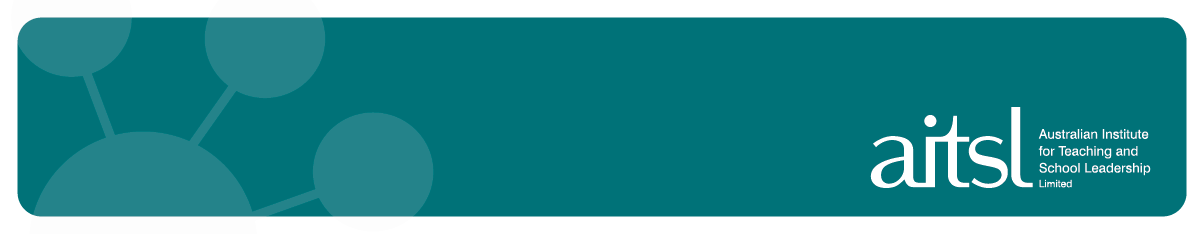 aitsl
Australian Institute
for Teaching and
School Leadership
Limited